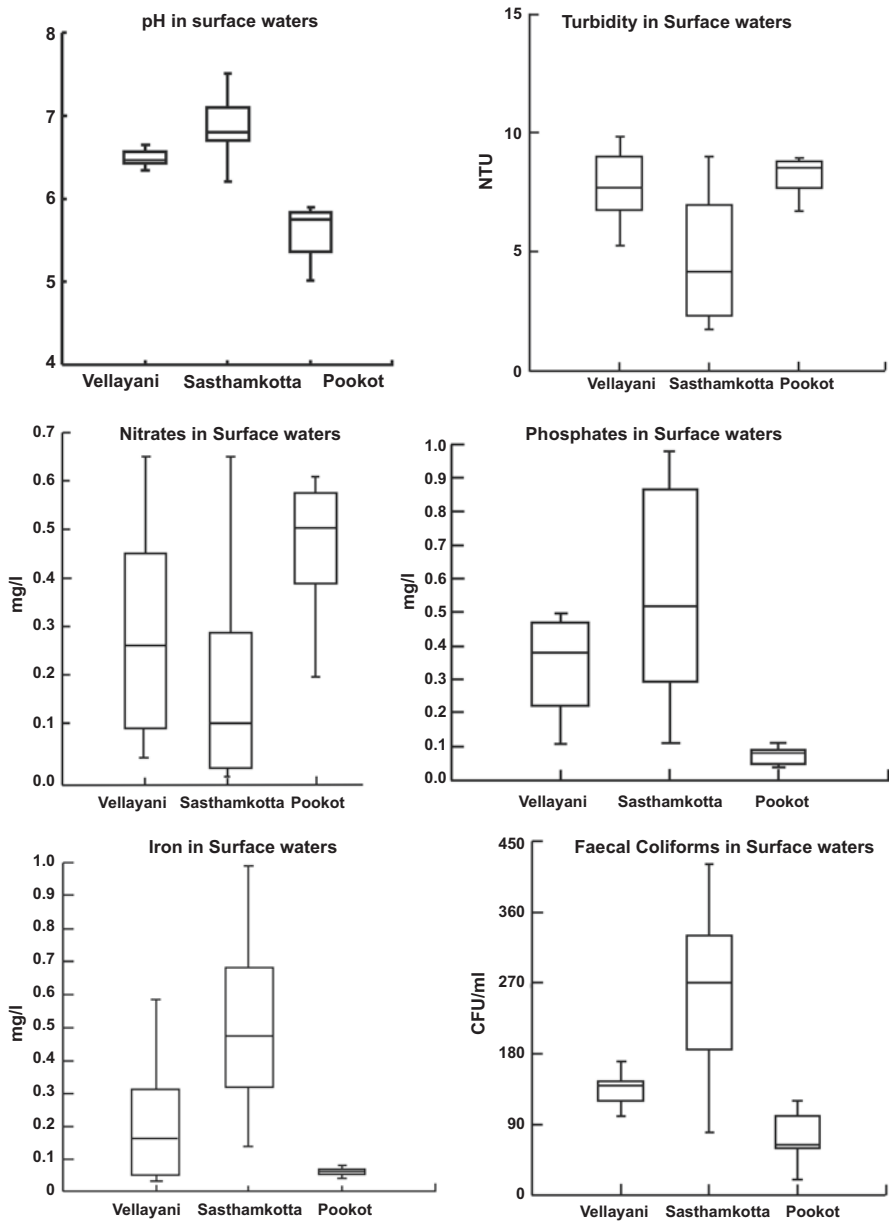 pH in surface waters
8
7
6
5
4
Vellayani Sasthamkotta Pookot
Turbidity in Surface waters
NTU
15
10
5
0
Vellayani Sasthamkotta Pookot
Nitrates in Surface waters
mg/l
0.7
0.6
0.5
0.4
0.3
0.2
0.1
0.0
Vellayani Sasthamkotta Pookot
Phosphates in Surface waters
mg/l
1.0
0.9
0.8
0.7
0.6
0.5
0.4
0.3
0.2
0.1
0.0
Vellayani Sasthamkotta Pookot
Iron in Surface waters
mg/l
1.0
0.9
0.8
0.7
0.6
0.5
0.4
0.3
0.2
0.1
0
Vellayani Sasthamkotta Pookot
Faecal Coliforms in Surface waters
CFU/ml
450
360
270
180
90
0
Vellayani Sasthamkotta Pookot